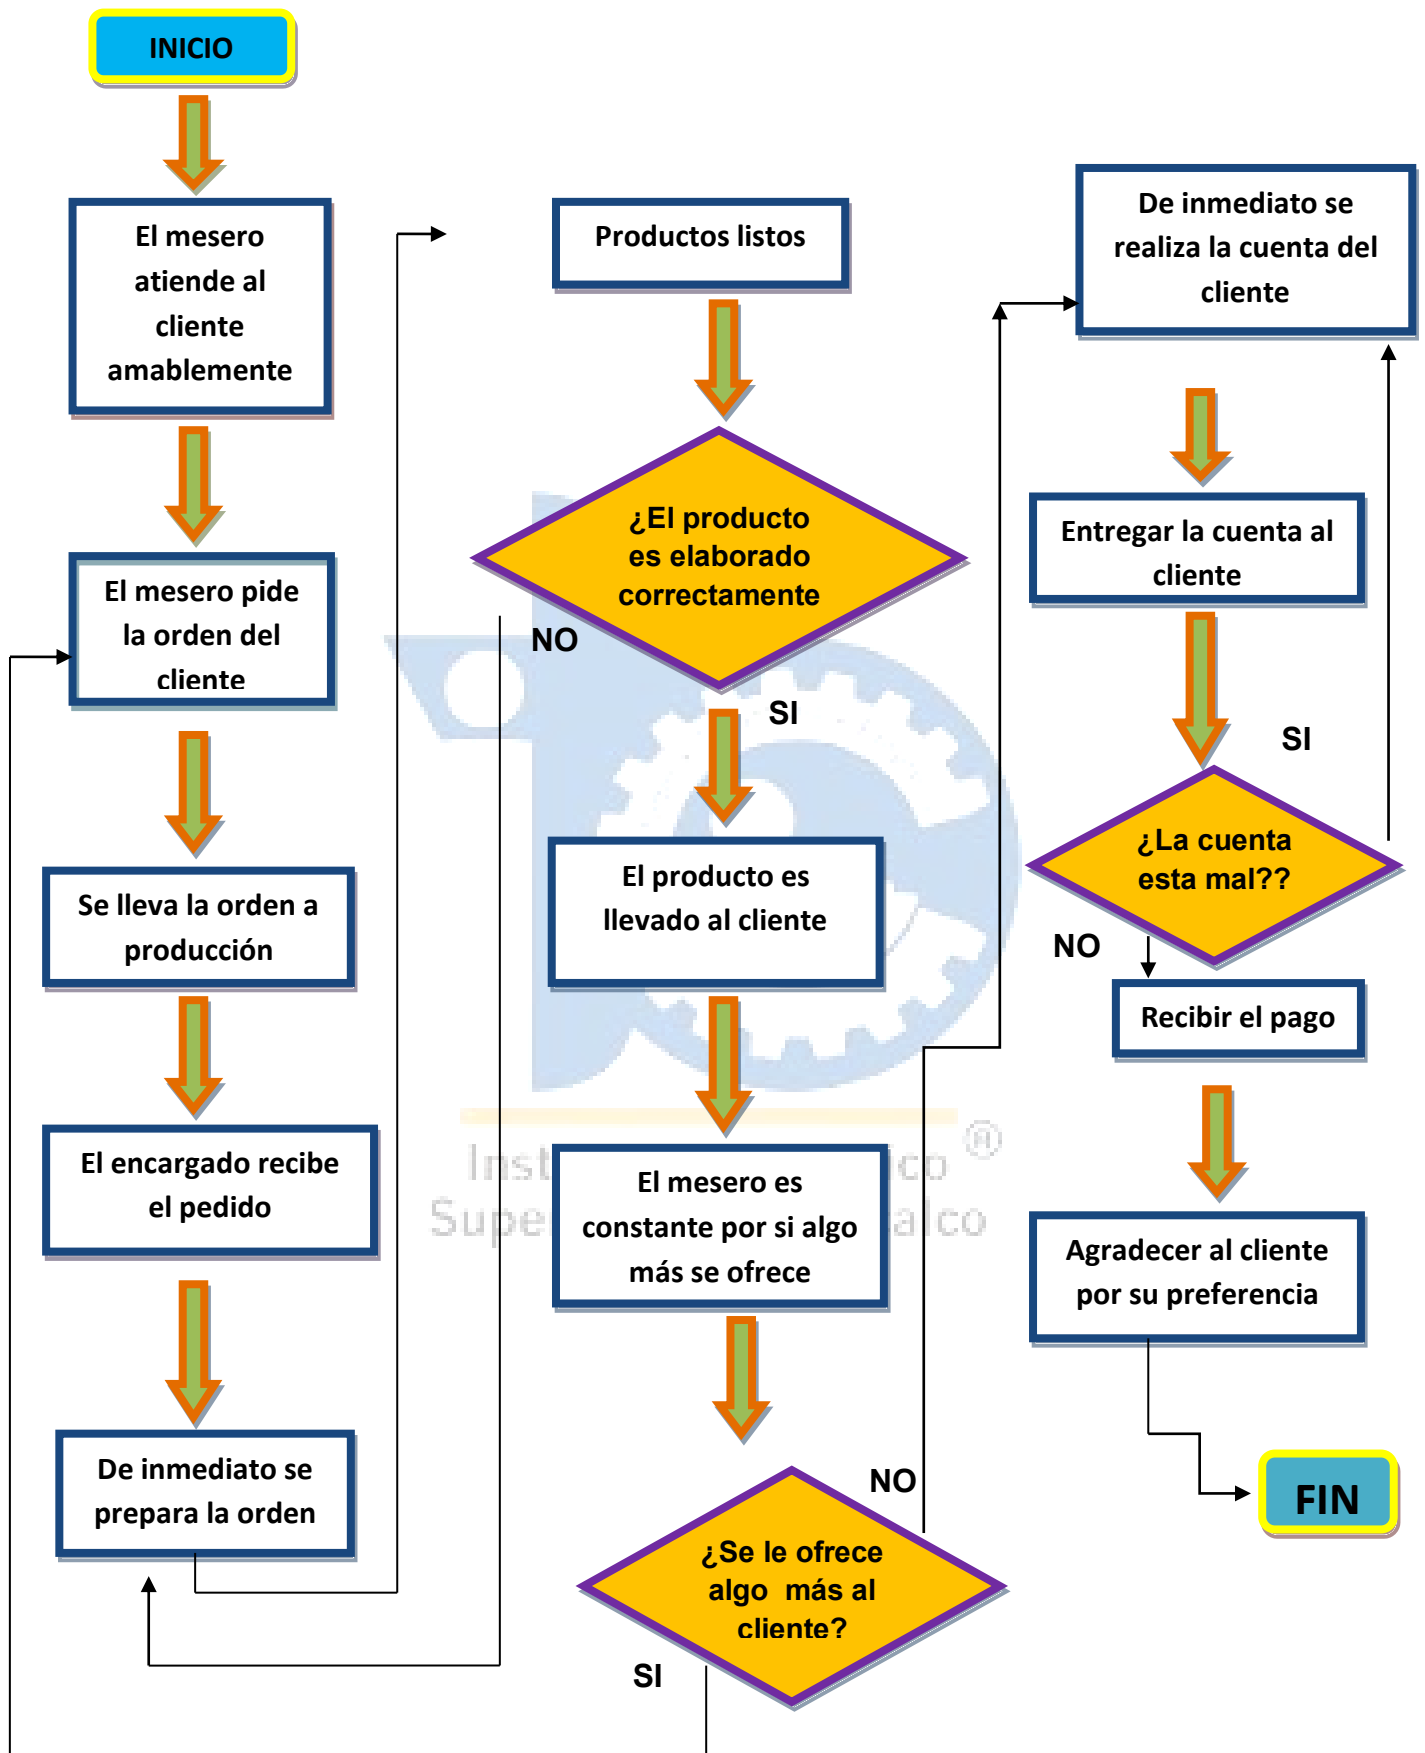 INICIO
El mesero
atiende al
cliente
amablemente
El mesero pide
la orden del
cliente
Se lleva la orden a
producción
El encargado recibe
el pedido
De inmediato se
prepara la orden
Productos listos
¿El producto
es elaborado
correctamente
NO
SI
El producto es
llevado al cliente
El mesero es
constante por si algo
más se ofrece
¿Se le ofrece
algo más al
cliente?
NO
SI
De inmediato se
realiza la cuenta del
cliente
Entregar la cuenta al
cliente
SI
¿La cuenta
esta mal??
NO
Recibir el pago
Agradecer al cliente
por su preferencia
FIN